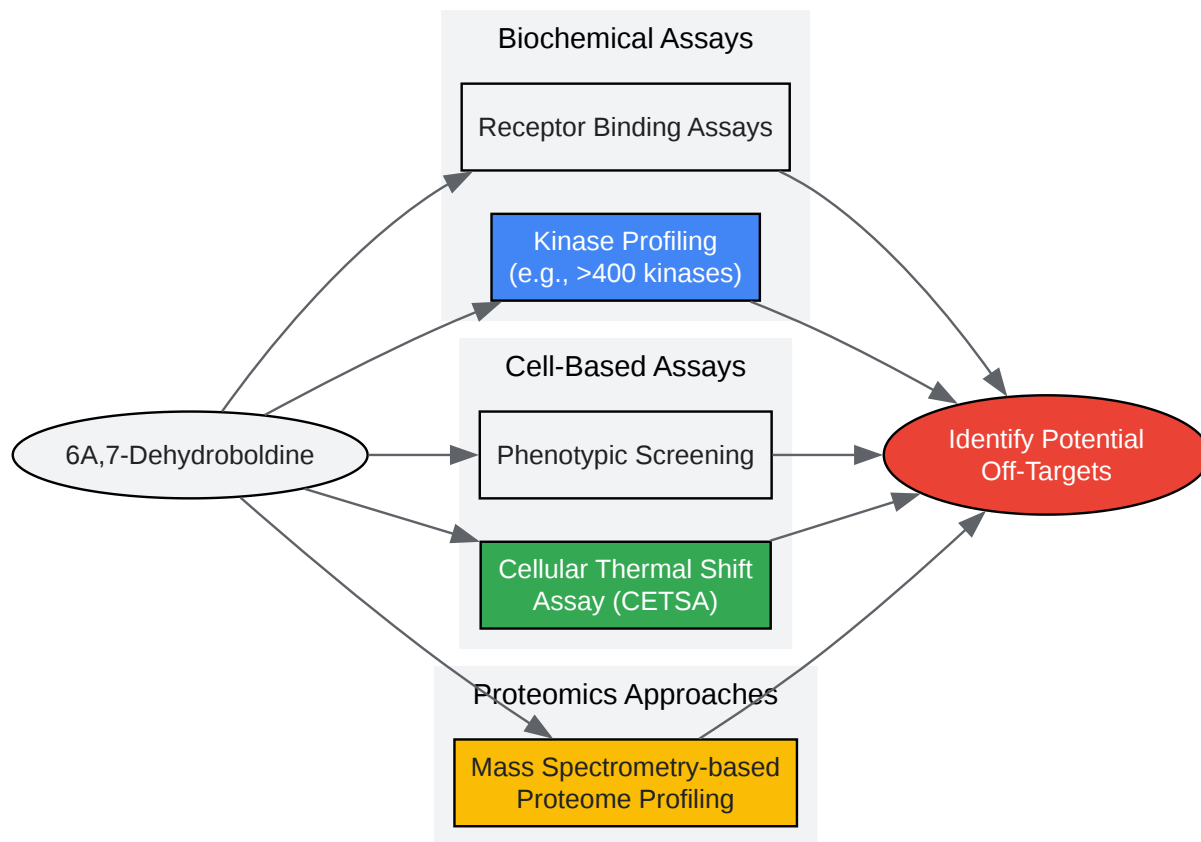 Biochemical Assays
Receptor Binding Assays
Kinase Profiling
(e.g., >400 kinases)
Cell-Based Assays
6A,7-Dehydroboldine
Phenotypic Screening
Identify Potential
Off-Targets
Cellular Thermal Shift
Assay (CETSA)
Proteomics Approaches
Mass Spectrometry-based
Proteome Profiling